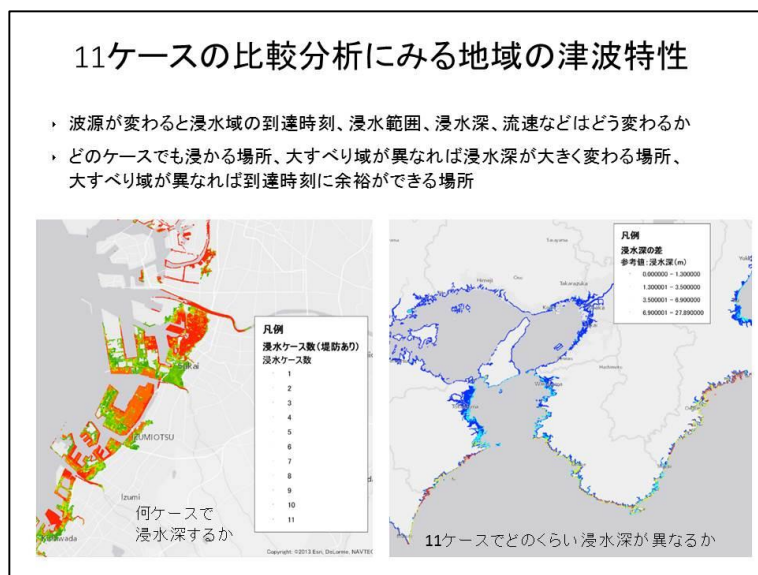 11ケースの比較分析にみる地域の津波特性
波源が変わると浸水域の到達時刻、浸水範囲、浸水深、流速などはどう変わるか
どのケースでも浸かる場所、大すべり域が異なれば浸水深が大きく変わる場所、
大すべり域が異なれば到達時刻に余裕ができる場所
凡例
浸水ケース数(堤防あり)
浸水ケース数
1
2
3
4
5
6
7
8
9
10
11
IZUMIOTSU
Izumi
何ケースで
浸水深するか
凡例
浸水深の差
参考値:浸水深(m)
0.000000 - 1.300000
1.300001 - 3.500000
3.500001 - 8.900000
6.900001 - 27.890000
Himeji
Takarazuka
11ケースでどのくらい浸水深が異なるか